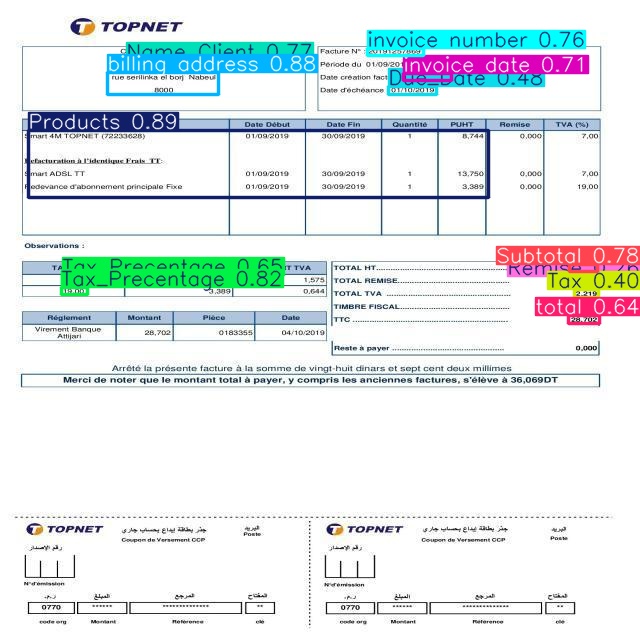 TOPNET
Name_Client 0.77
invoice number 0.76
Facture N° : 20191257869
billing address 0.88
Période du 01/09/201
invoice date 0.71
rue serilinka el borj Nabeul
Date création fact
Due_Date 0.48
8000
Date d'échéance 01/10/2019
Products 0.89
Date Début Date Fin Quantité PUHT Remise TVA (%)
Smart 4M TOPNET (72233628) 01/09/2019 30/09/2019 1 8,744 0,000 7,00
Refacturation à l'identique Frais TT:
Smart ADSL TT 01/09/2019 30/09/2019 1 13,750 0,000 7,00
Redevance d'abonnement principale Fixe 01/09/2019 30/09/2019 1 3,389 0,000 19,00
Observations :
Subtotal 0.78
Tax_Precentage 0.65
TA NT TVA
TOTAL HT
Remise 0.76
Tax_Precentage 0.82
1,575
TOTAL REMISE
Tax 0.40
19.00 3,389 0,644
TOTAL TVA 2.219
TIMBRE FISCAL
total 0.64
TTC 28,702
Réglement Montant Pièce Date
Virement Banque Attijari 28,702 0183355 04/10/2019
Reste à payer 0,000
Arrêté la présente facture à la somme de vingt-huit dinars et sept cent deux millimes
Merci de noter que le montant total à payer, y compris les anciennes factures, s'élève à 36,069DT
TOPNET جذر بطاقة إيداع بحساب جاري البريد
Coupon de Versement CCP Poste
رقم الإصدار
N°d'émission
ر.م. المبلغ المرجع المفتاح
0770 ****** ************** **
code org Montant Référence clé
TOPNET جذر بطاقة إيداع بحساب جاري البريد
Coupon de Versement CCP Poste
رقم الإصدار
N°d'émission
ر.م. المبلغ المرجع المفتاح
0770 ****** ************** **
code org Montant Référence clé